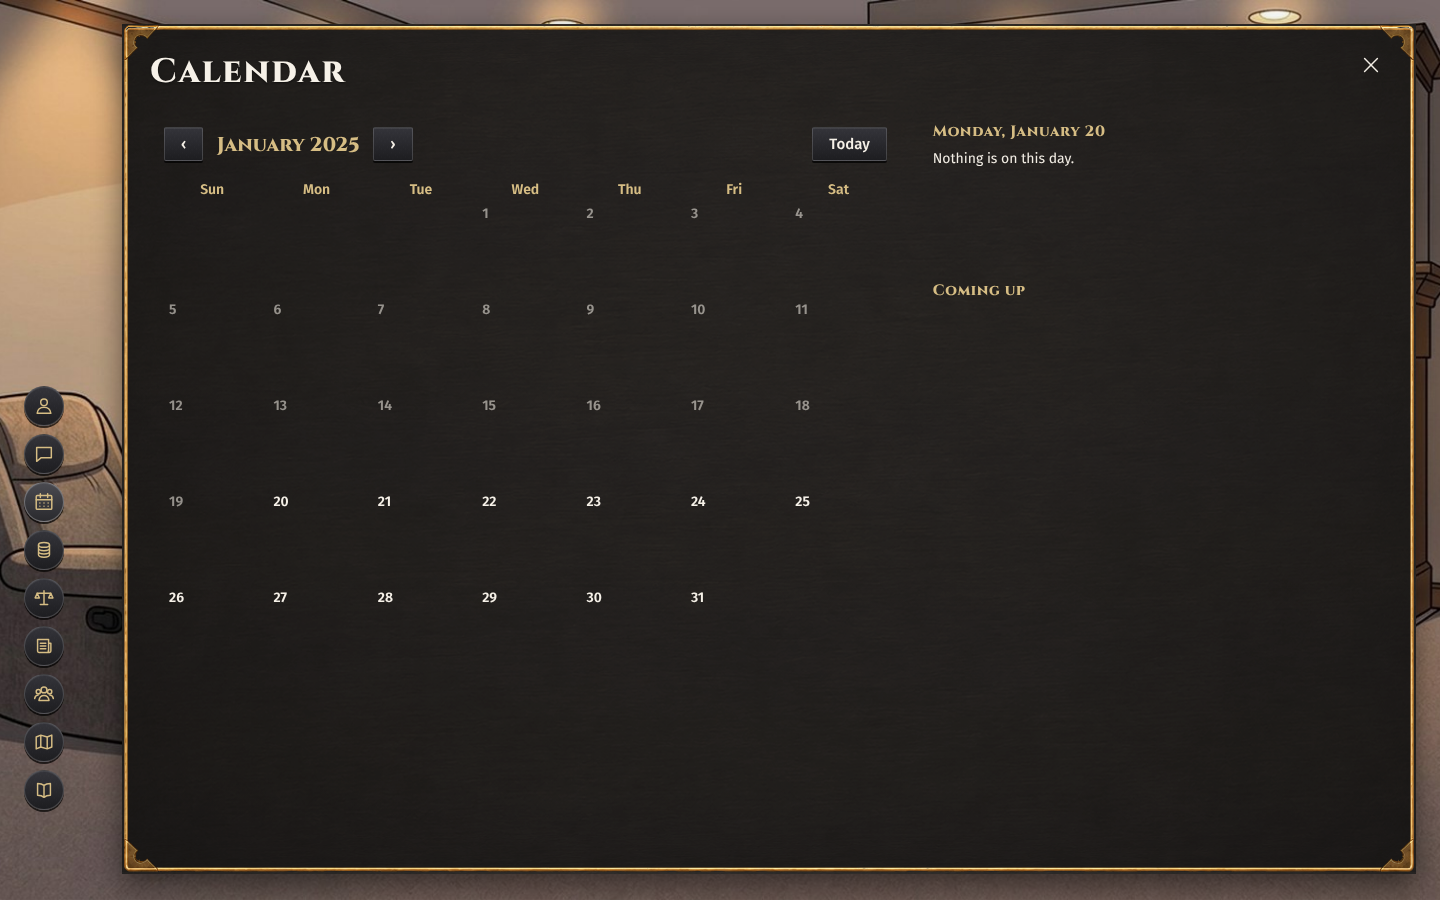 Calendar
‹ January 2025 › Today
Sun Mon Tue Wed Thu Fri Sat
1 2 3 4
5 6 7 8 9 10 11
12 13 14 15 16 17 18
19 20 21 22 23 24 25
26 27 28 29 30 31
Monday, January 20
Nothing is on this day.
Coming up